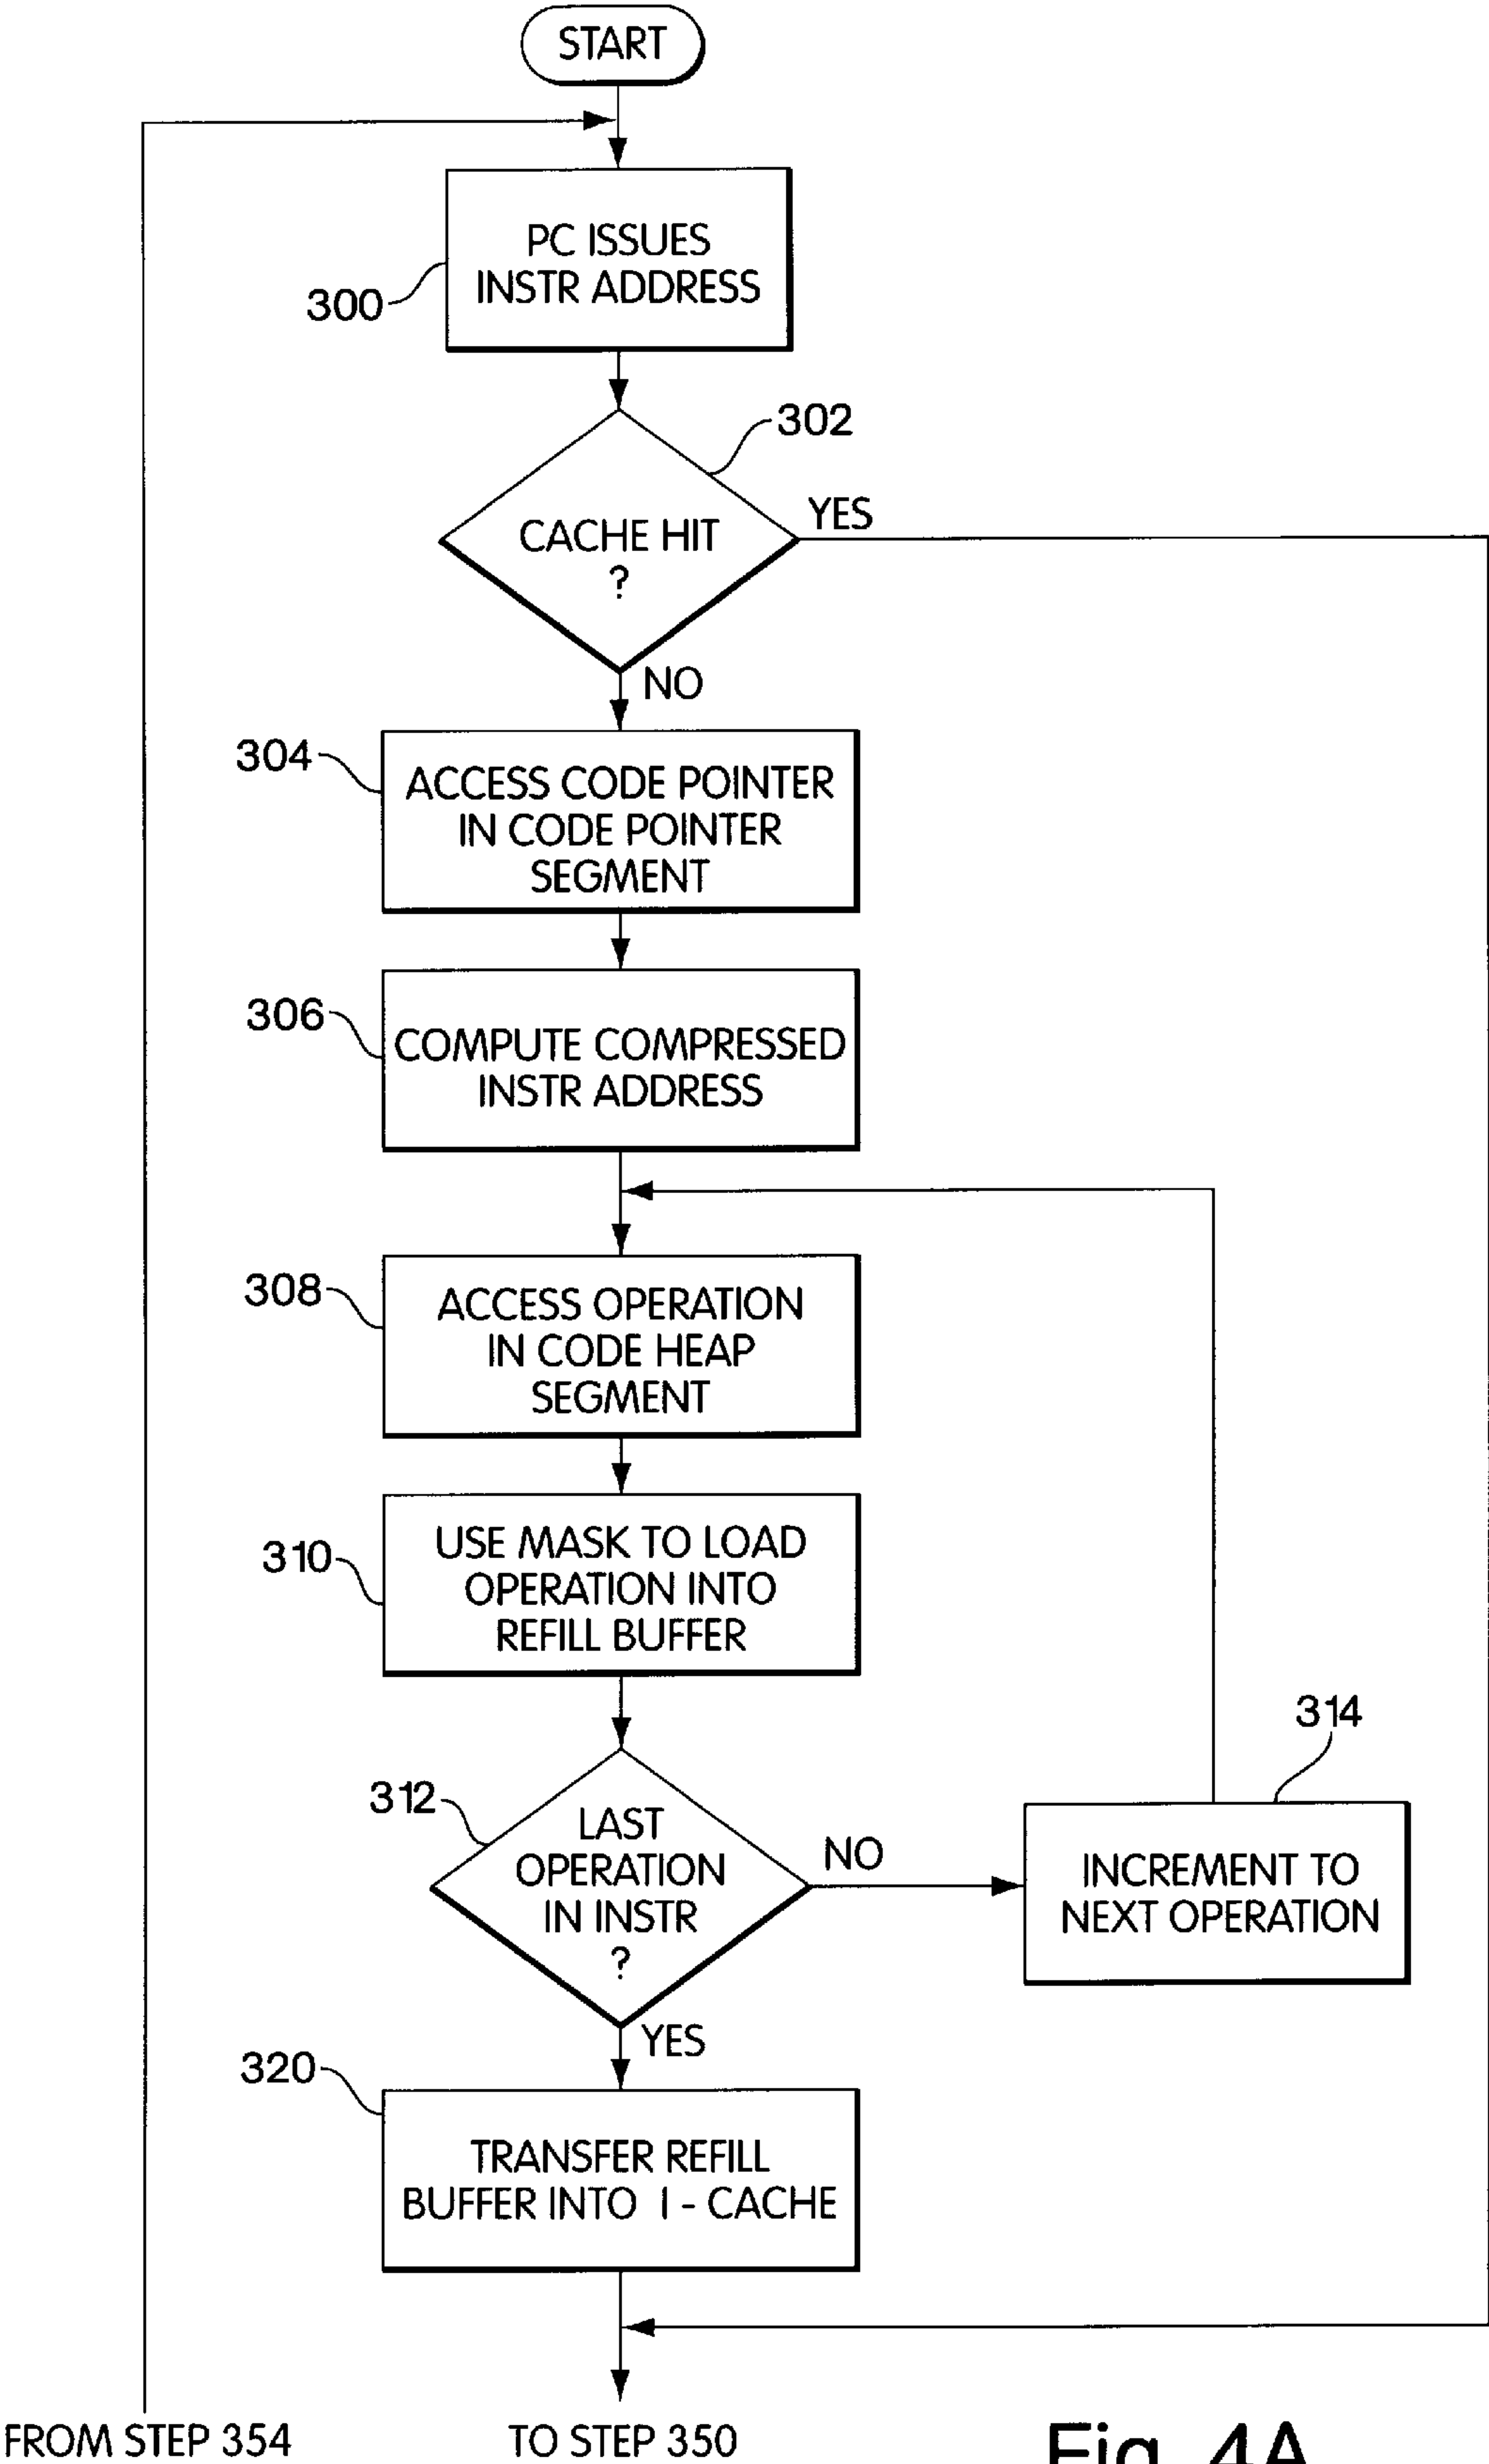 START
PC ISSUES
INSTR ADDRESS
300
302
CACHE HIT
?
YES
NO
304
ACCESS CODE POINTER
IN CODE POINTER
SEGMENT
306
COMPUTE COMPRESSED
INSTR ADDRESS
308
ACCESS OPERATION
IN CODE HEAP
SEGMENT
310
USE MASK TO LOAD
OPERATION INTO
REFILL BUFFER
312
LAST
OPERATION
IN INSTR
?
NO
314
INCREMENT TO
NEXT OPERATION
YES
320
TRANSFER REFILL
BUFFER INTO I - CACHE
FROM STEP 354
TO STEP 350
Fig. 4A